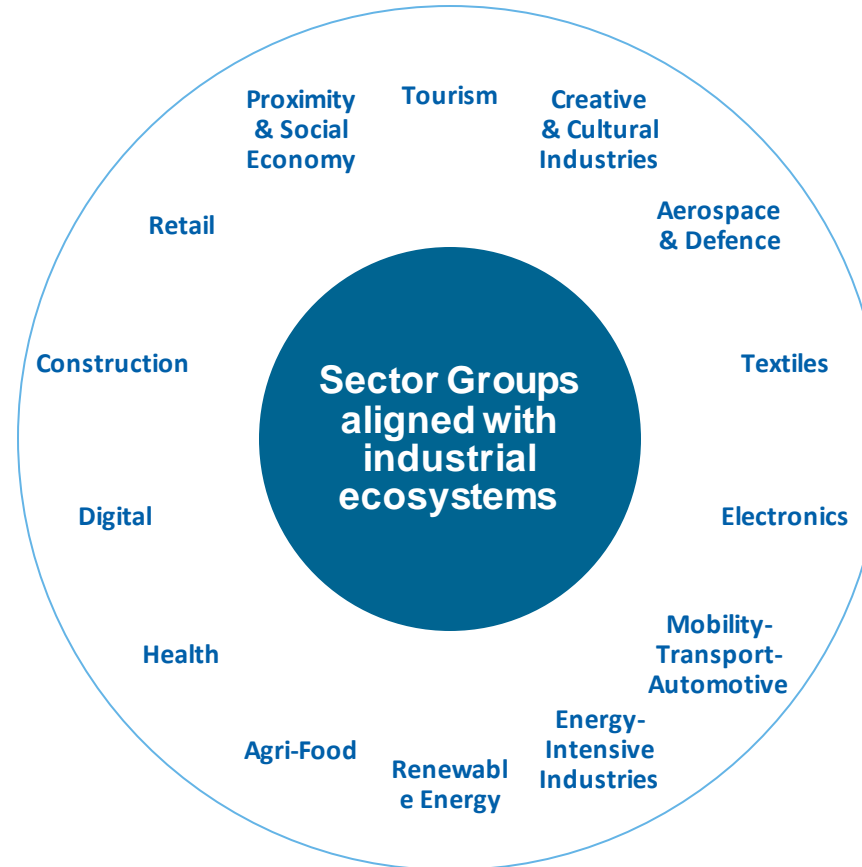 Tourism
Creative
& Cultural
Industries
Aerospace
& Defence
Textiles
Electronics
Mobility-
Transport-
Automotive
Energy-
Intensive
Industries
Renewabl
e Energy
Agri-Food
Health
Digital
Construction
Retail
Proximity
& Social
Economy
Sector Groups
aligned with
industrial
ecosystems